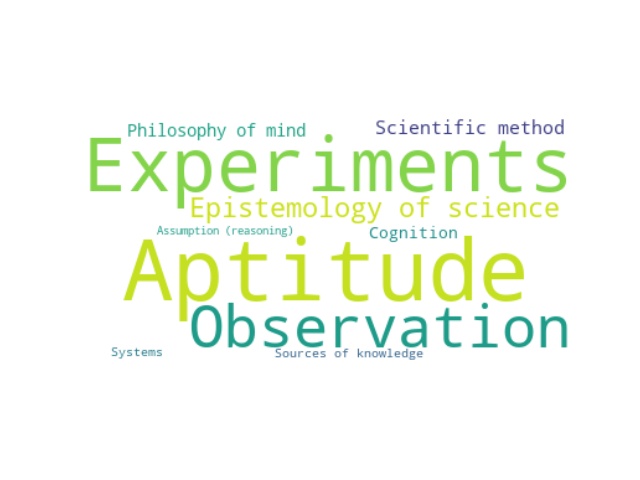 Philosophy of mind
Scientific method
Experiments
Epistemology of science
Assumption (reasoning)
Cognition
Aptitude
Observation
Systems
Sources of knowledge